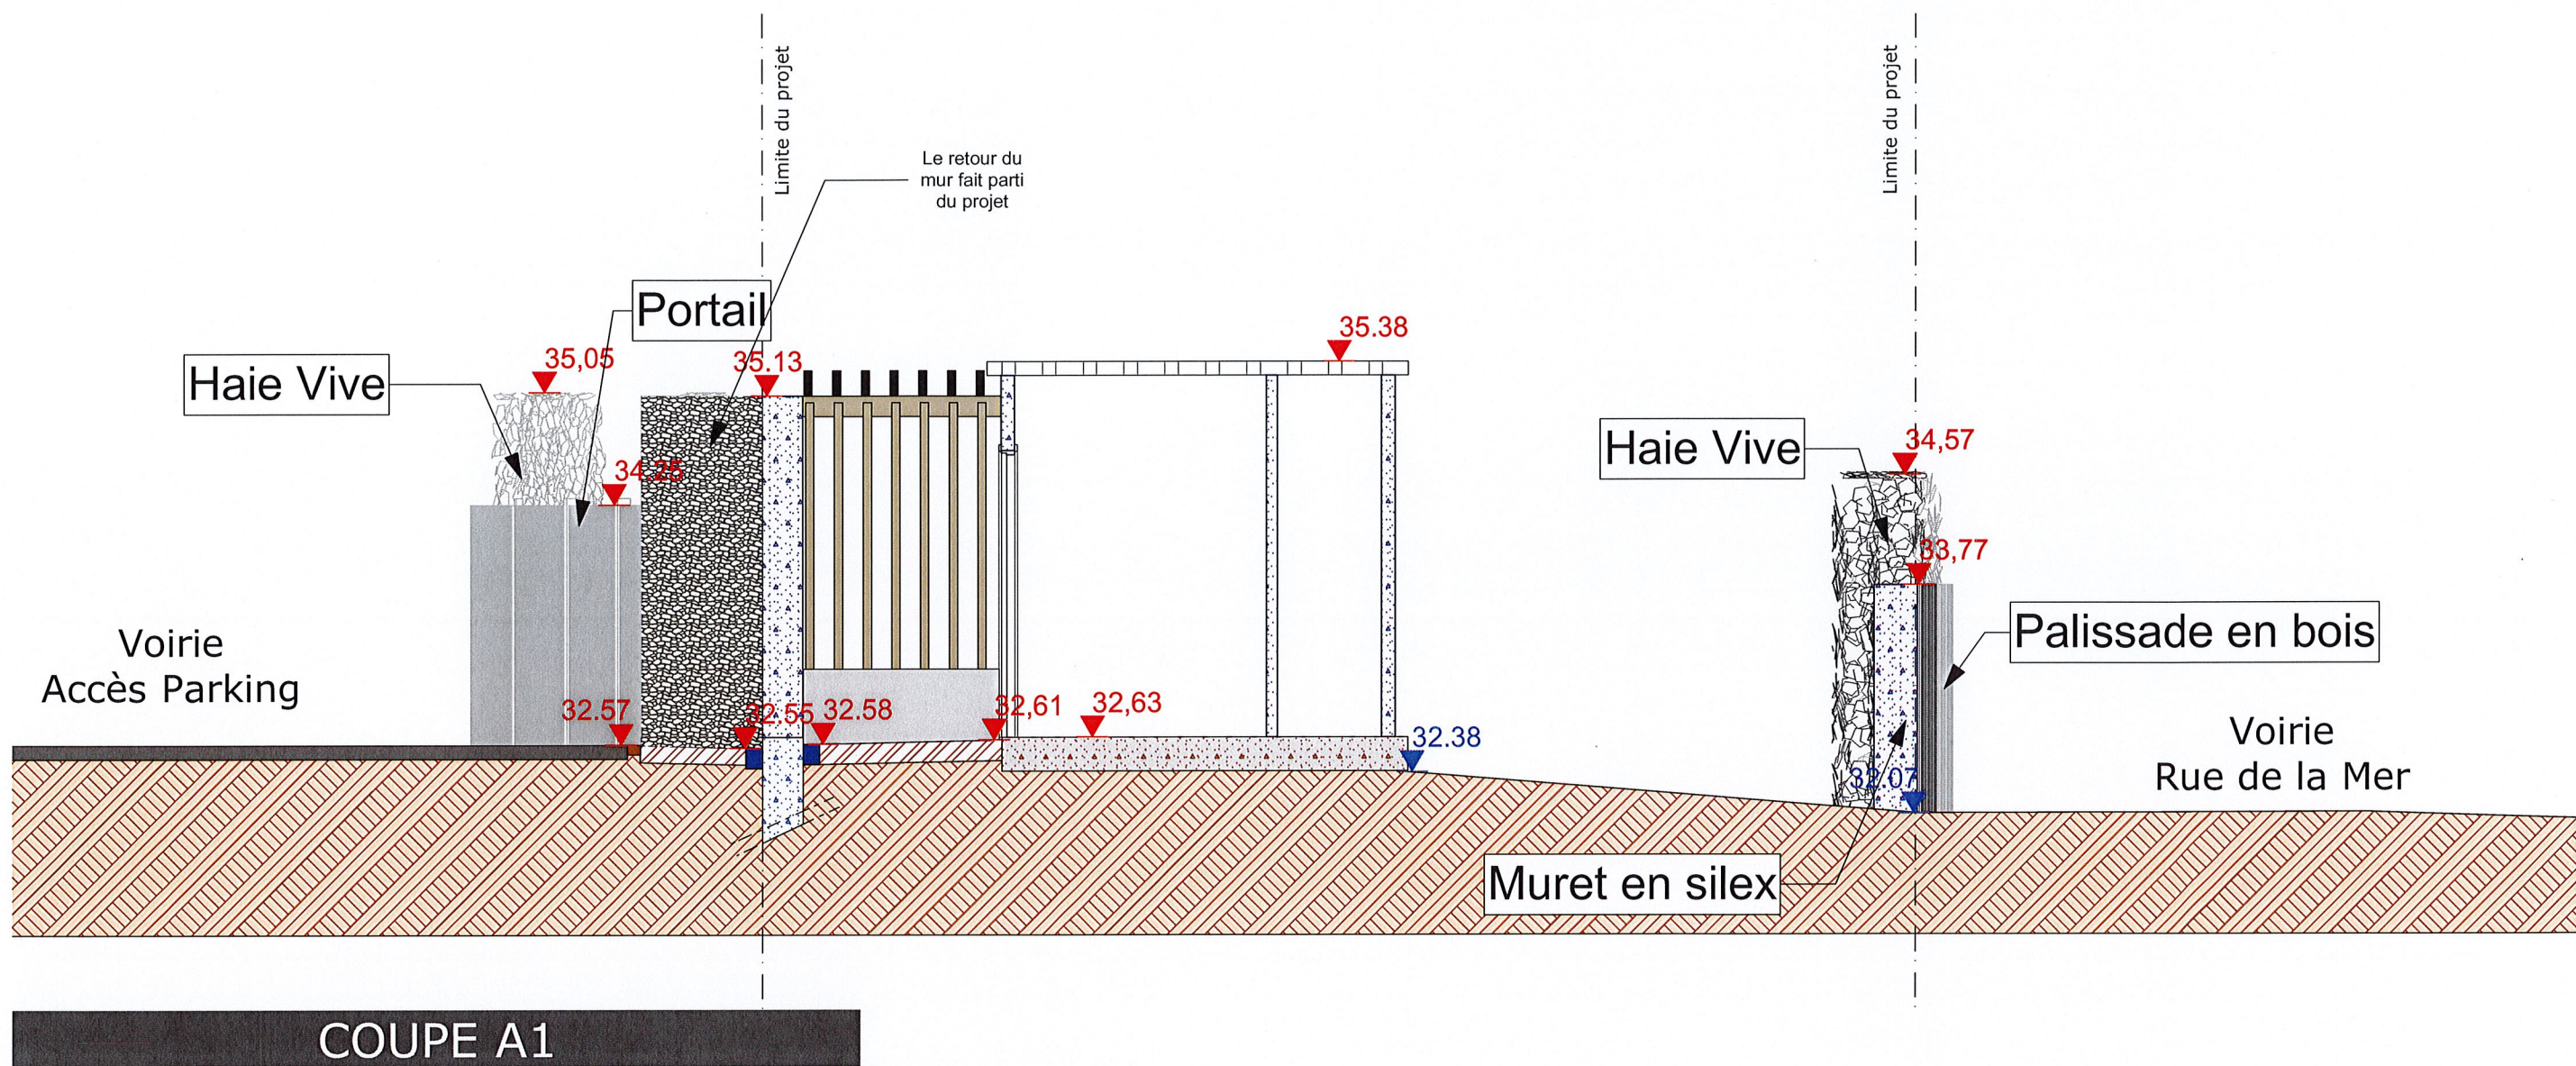 Limite du projet
Limite du projet
Le retour du
mur fait parti
du projet
Portail
35.38
35,05
35.13
Haie Vive
34.25
Haie Vive
34,57
33,77
Palissade en bois
Voirie
Accès Parking
32.57
32.55
32.58
32,61
32,63
32.38
32.07
Voirie
Rue de la Mer
Muret en silex
COUPE A1